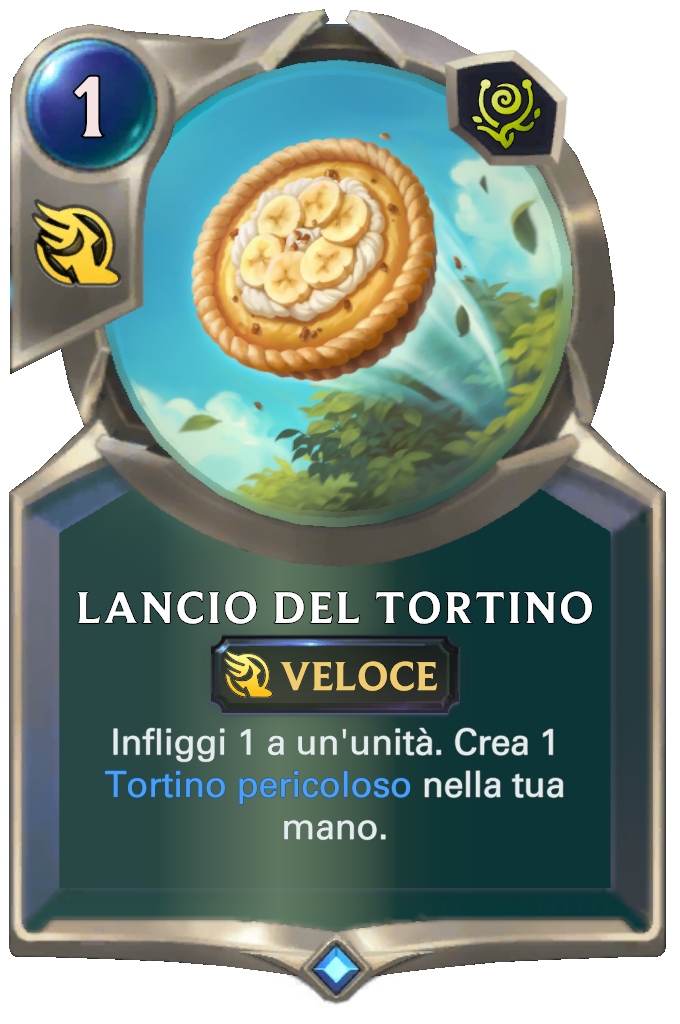 1
LANCIO DEL TORTINO
VELOCE
Infliggi 1 a un'unità. Crea 1
Tortino pericoloso nella tua
mano.